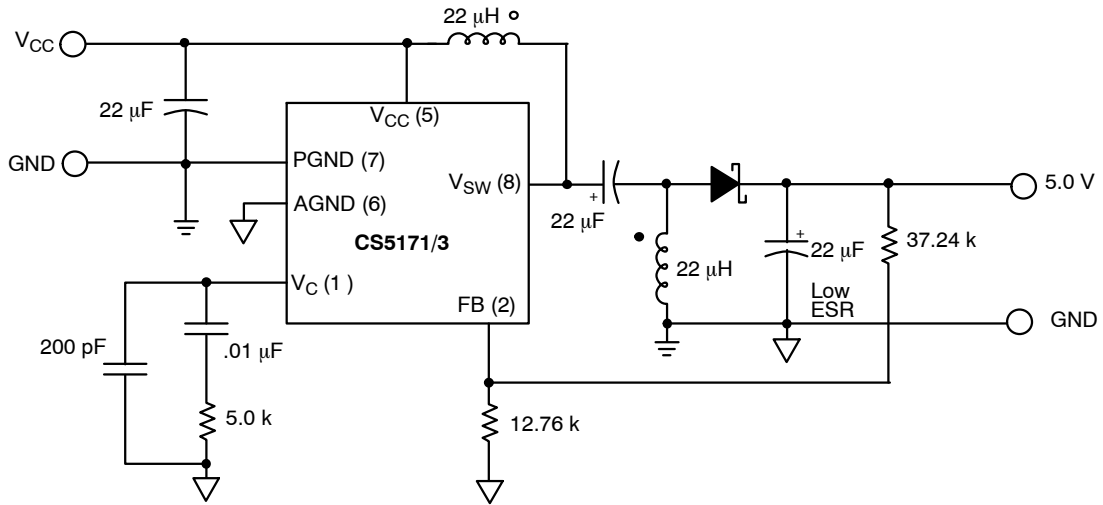 22 μH
VCC
22 μF
VCC (5)
GND
PGND (7)
VSW (8)
5.0 V
AGND (6)
+
22 μF
CS5171/3
+
22 μF
37.24 k
22 μH
VC (1 )
Low
ESR
FB (2)
GND
200 pF
.01 μF
5.0 k
12.76 k